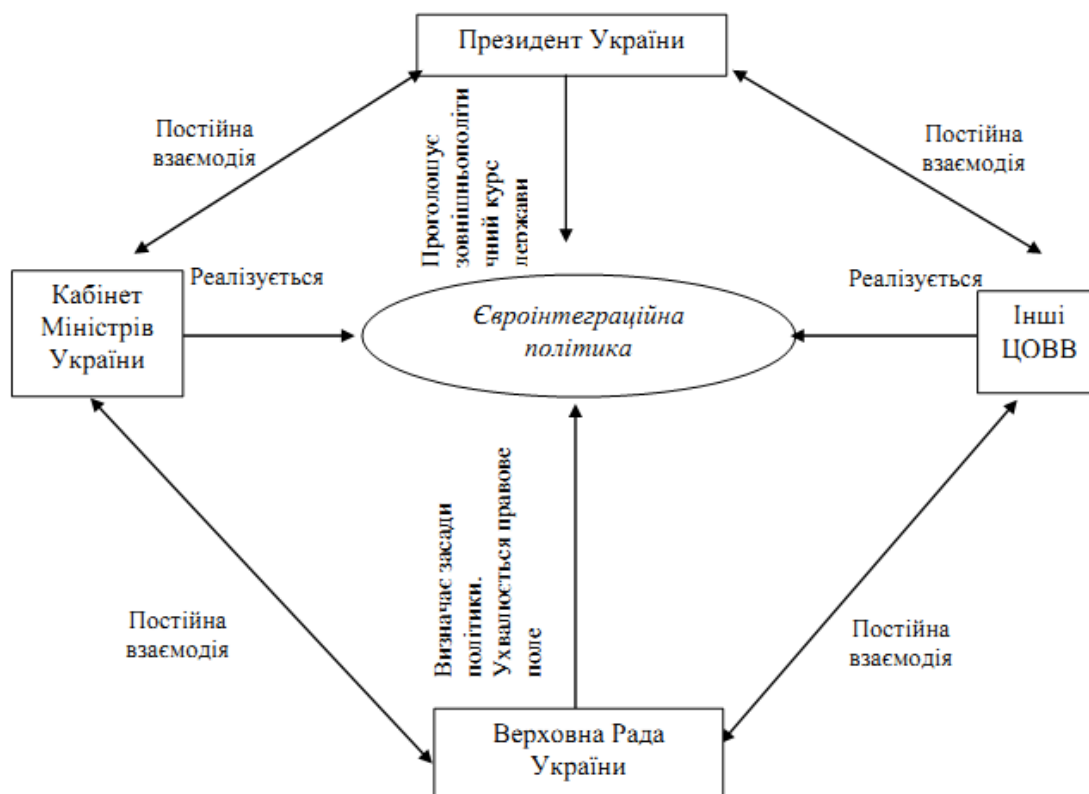 Президент України
Постійна
взаємодія
Проголошує
зовнішньополіти
чний курс
держави
Постійна
взаємодія
Реалізується
Реалізується
Кабінет
Міністрів
України
Євроінтеграційна
політика
Інші
ЦОВВ
Визначає засади
політики.
Ухвалюється правове
поле
Постійна
взаємодія
Постійна
взаємодія
Верховна Рада
України